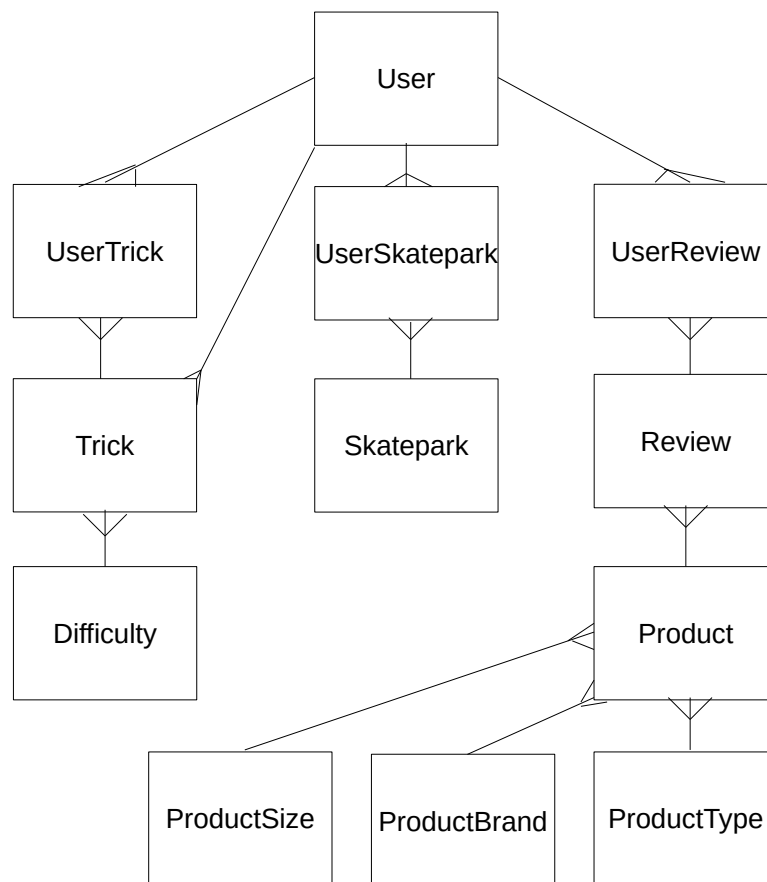 User
UserTrick
UserSkatepark
UserReview
Trick
Skatepark
Review
Difficulty
Product
ProductSize
ProductBrand
ProductType